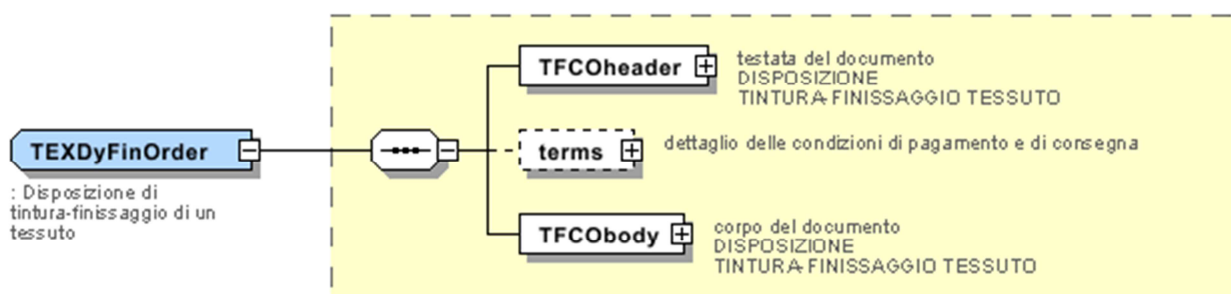 TFCOheader
testata del documento
DISPOSIZIONE
TINTURA-FINISSAGGIO TESSUTO
TEXDyFinOrder
: Disposizione di
tintura-finissaggio di un
tessuto
terms
dettaglio delle condizioni di pagamento e di consegna
TFCObody
corpo del documento
DISPOSIZIONE
TINTURA-FINISSAGGIO TESSUTO